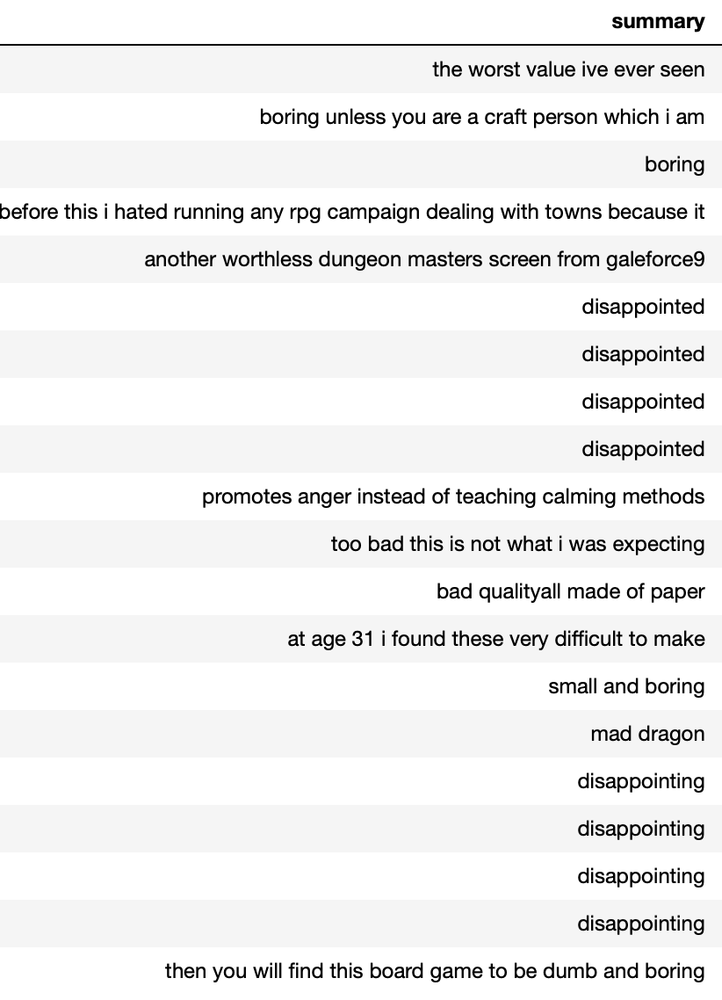 summary
the worst value ive ever seen
boring unless you are a craft person which i am
boring
before this i hated running any rpg campaign dealing with towns because it
another worthless dungeon masters screen from galeforce9
disappointed
disappointed
disappointed
disappointed
promotes anger instead of teaching calming methods
too bad this is not what i was expecting
bad qualityall made of paper
at age 31 i found these very difficult to make
small and boring
mad dragon
disappointing
disappointing
disappointing
disappointing
then you will find this board game to be dumb and boring